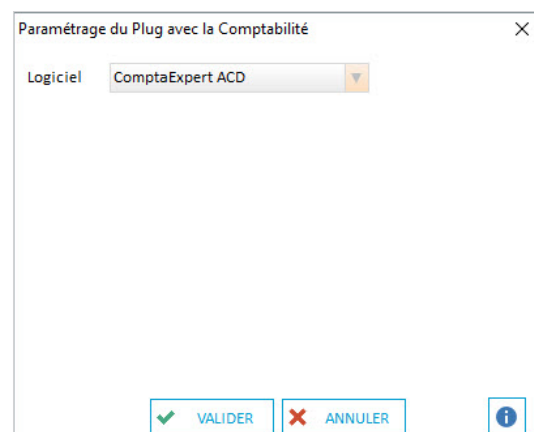 Paramétrage du Plug avec la Comptabilité
Logiciel ComptaExpert ACD
VALIDER ANNULER